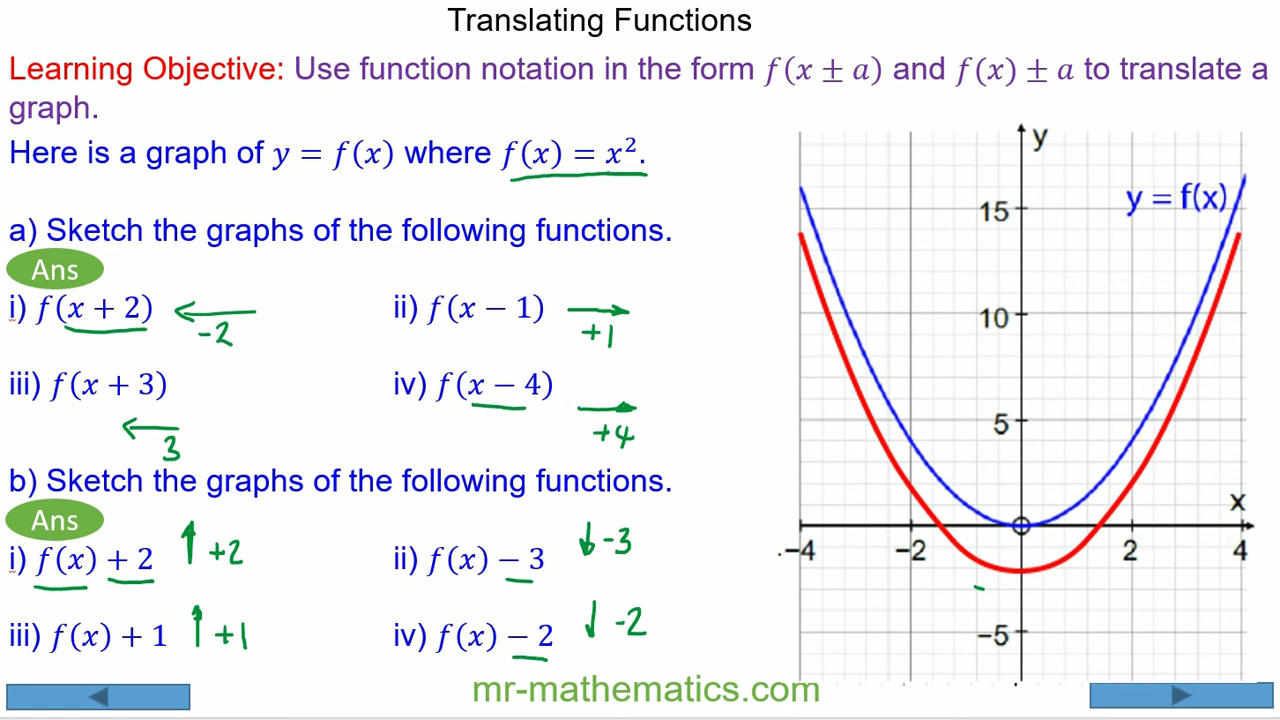 Translating Functions
Learning Objective: Use function notation in the form f(x ± a) and f(x) ± a to translate a
graph.
Here is a graph of y = f(x) where f(x) = x².
a) Sketch the graphs of the following functions.
Ans
i) f(x + 2) -2
ii) f(x − 1) +1
iii) f(x + 3) 3
iv) f(x − 4) +4
b) Sketch the graphs of the following functions.
Ans
i) f(x) + 2 +2
ii) f(x) − 3 -3
iii) f(x) + 1 +1
iv) f(x) − 2 -2
y
y = f(x)
15
10
5
x
−4 −2 2 4
−5
mr-mathematics.com